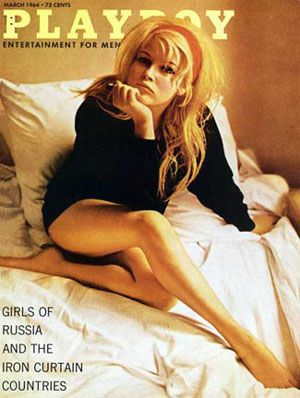 MARCH 1964 · 75 CENTS
PLAYBOY
ENTERTAINMENT FOR MEN
GIRLS OF
RUSSIA
AND THE
IRON CURTAIN
COUNTRIES